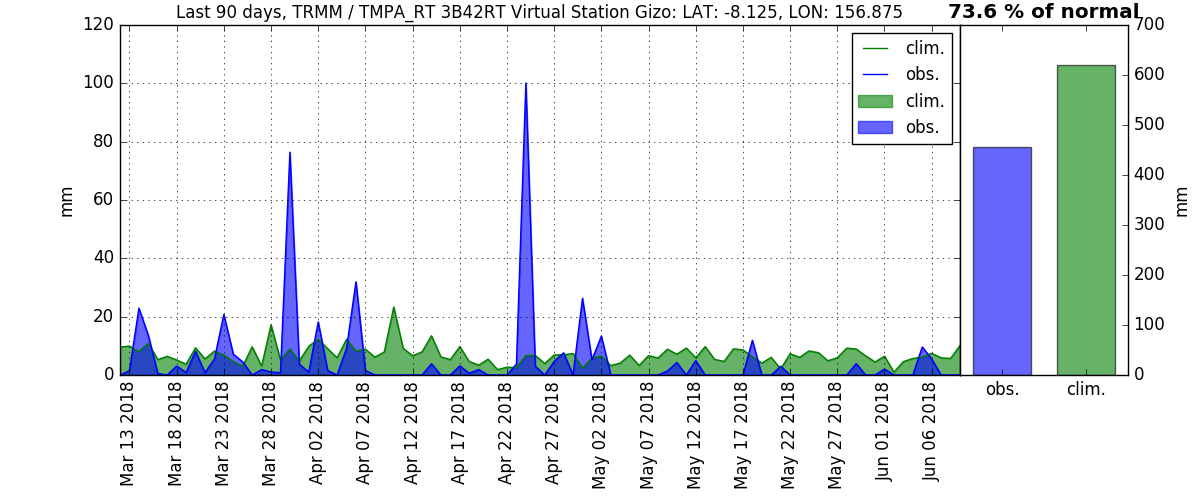 Last 90 days, TRMM / TMPA_RT 3B42RT Virtual Station Gizo: LAT: -8.125, LON: 156.875
73.6 % of normal
120
100
80
60
40
20
0
mm
clim.
obs.
clim.
obs.
Mar 13 2018
Mar 18 2018
Mar 23 2018
Mar 28 2018
Apr 02 2018
Apr 07 2018
Apr 12 2018
Apr 17 2018
Apr 22 2018
Apr 27 2018
May 02 2018
May 07 2018
May 12 2018
May 17 2018
May 22 2018
May 27 2018
Jun 01 2018
Jun 06 2018
700
600
500
400
300
200
100
0
mm
obs.
clim.